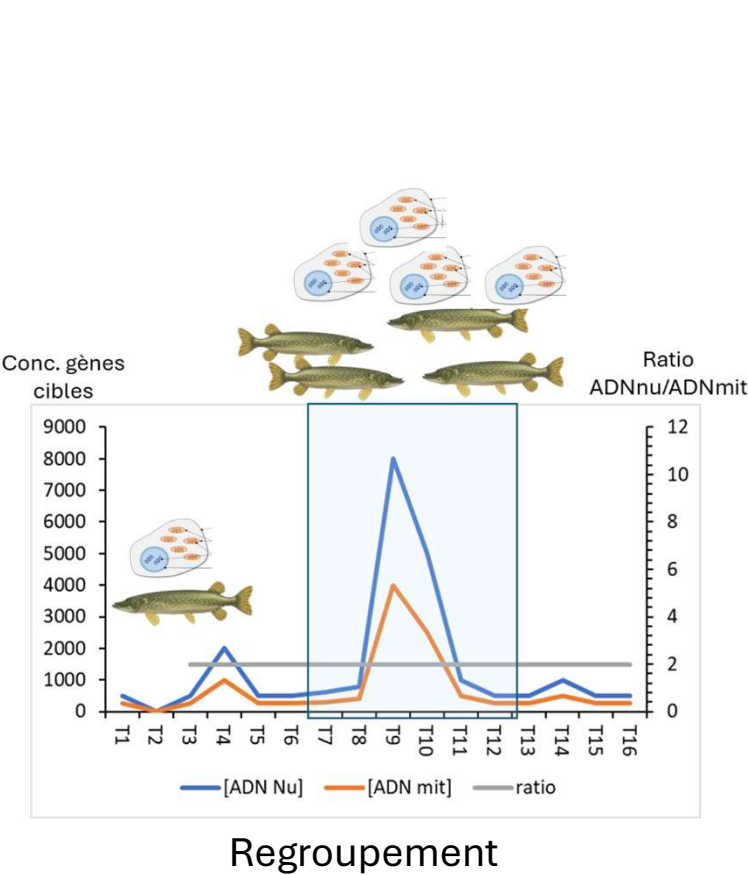 Conc. gènes
cibles
Ratio
ADNnu/ADNmit
9000
8000
7000
6000
5000
4000
3000
2000
1000
0
12
10
8
6
4
2
0
T1 T2 T3 T4 T5 T6 T7 T8 T9 T10 T11 T12 T13 T14 T15 T16
[ADN Nu] [ADN mit] ratio
Regroupement